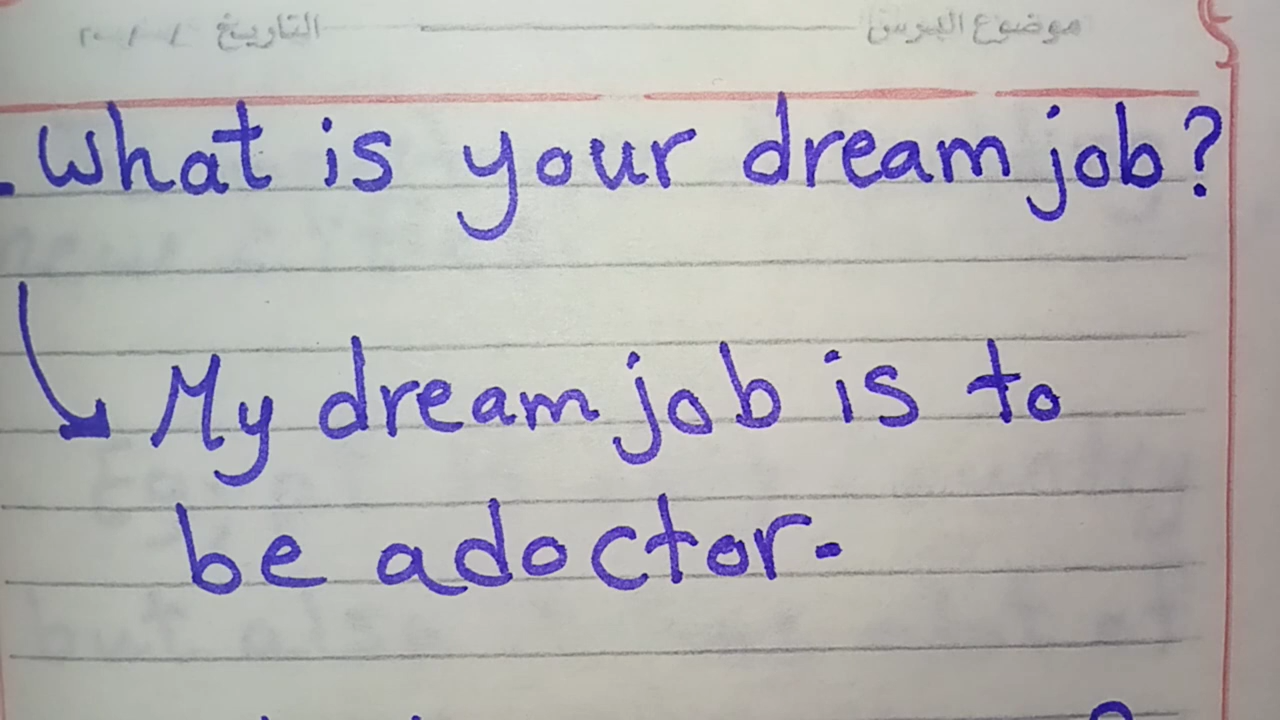 موضوع الدرس التاريخ / / ٢٠
. What is your dream job?
My dream job is to
be adoctor.